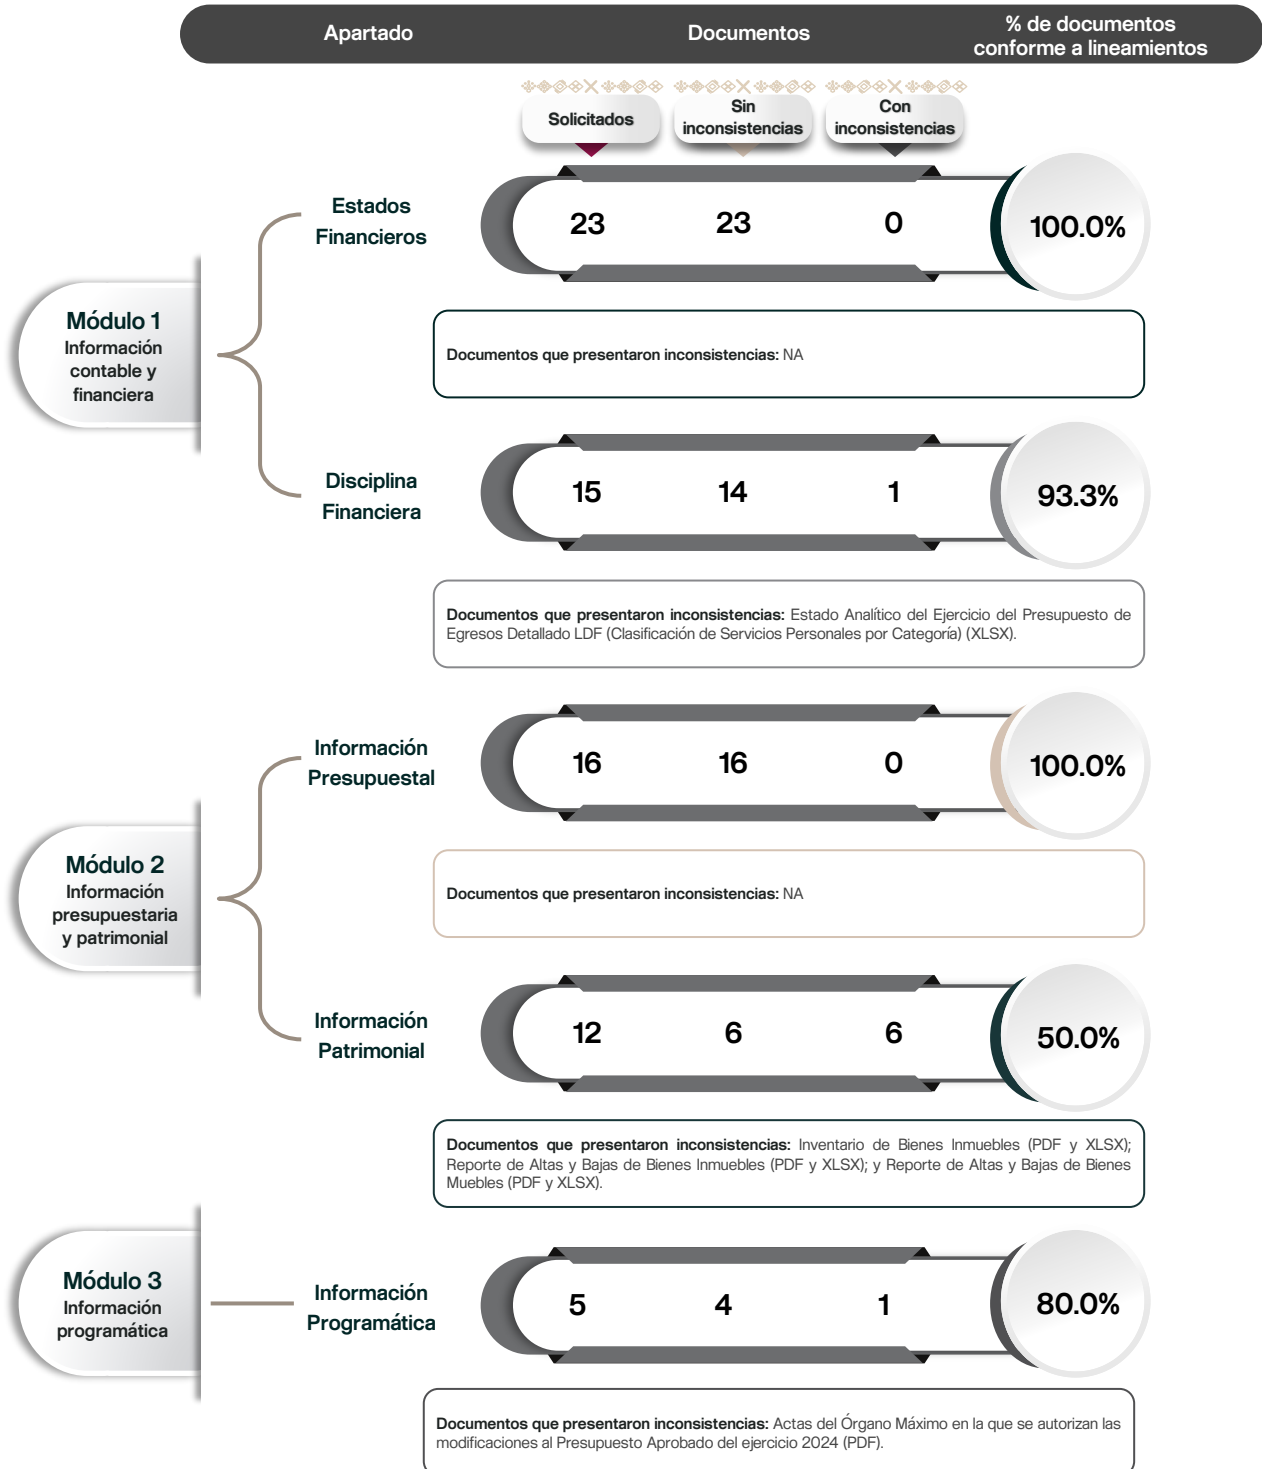 Apartado
Documentos
% de documentos
conforme a lineamientos
Solicitados
Sin
inconsistencias
Con
inconsistencias
Módulo 1
Información
contable y
financiera
Estados
Financieros
23
23
0
100.0%
Documentos que presentaron inconsistencias: NA
Disciplina
Financiera
15
14
1
93.3%
Documentos que presentaron inconsistencias: Estado Analítico del Ejercicio del Presupuesto de
Egresos Detallado LDF (Clasificación de Servicios Personales por Categoría) (XLSX).
Módulo 2
Información
presupuestaria
y patrimonial
Información
Presupuestal
16
16
0
100.0%
Documentos que presentaron inconsistencias: NA
Información
Patrimonial
12
6
6
50.0%
Documentos que presentaron inconsistencias: Inventario de Bienes Inmuebles (PDF y XLSX);
Reporte de Altas y Bajas de Bienes Inmuebles (PDF y XLSX); y Reporte de Altas y Bajas de Bienes
Muebles (PDF y XLSX).
Módulo 3
Información
programática
Información
Programática
5
4
1
80.0%
Documentos que presentaron inconsistencias: Actas del Órgano Máximo en la que se autorizan las
modificaciones al Presupuesto Aprobado del ejercicio 2024 (PDF).